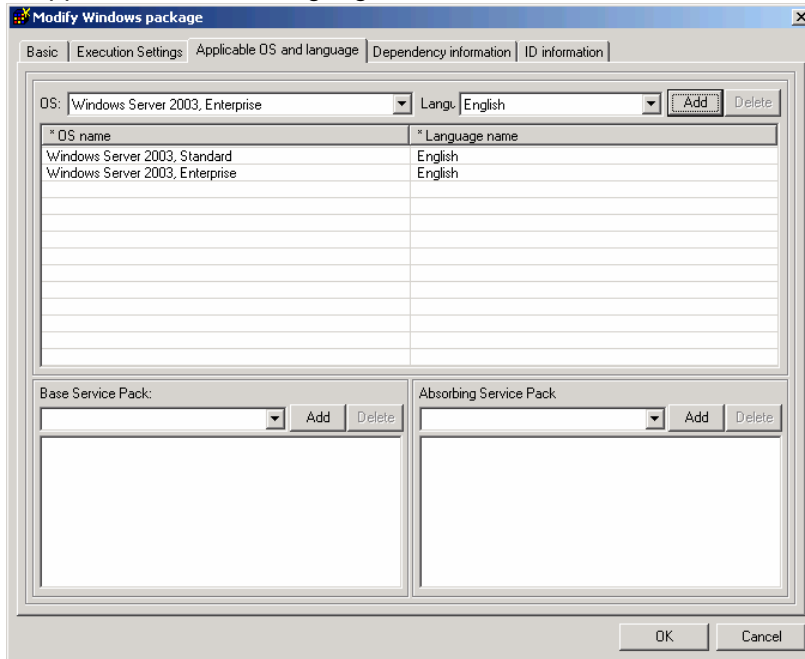 Modify Windows package
Basic Execution Settings Applicable OS and language Dependency information ID information
OS: Windows Server 2003, Enterprise Langu English Add Delete
* OS name * Language name
Windows Server 2003, Standard English
Windows Server 2003, Enterprise English
Base Service Pack: Absorbing Service Pack
Add Delete Add Delete
OK Cancel